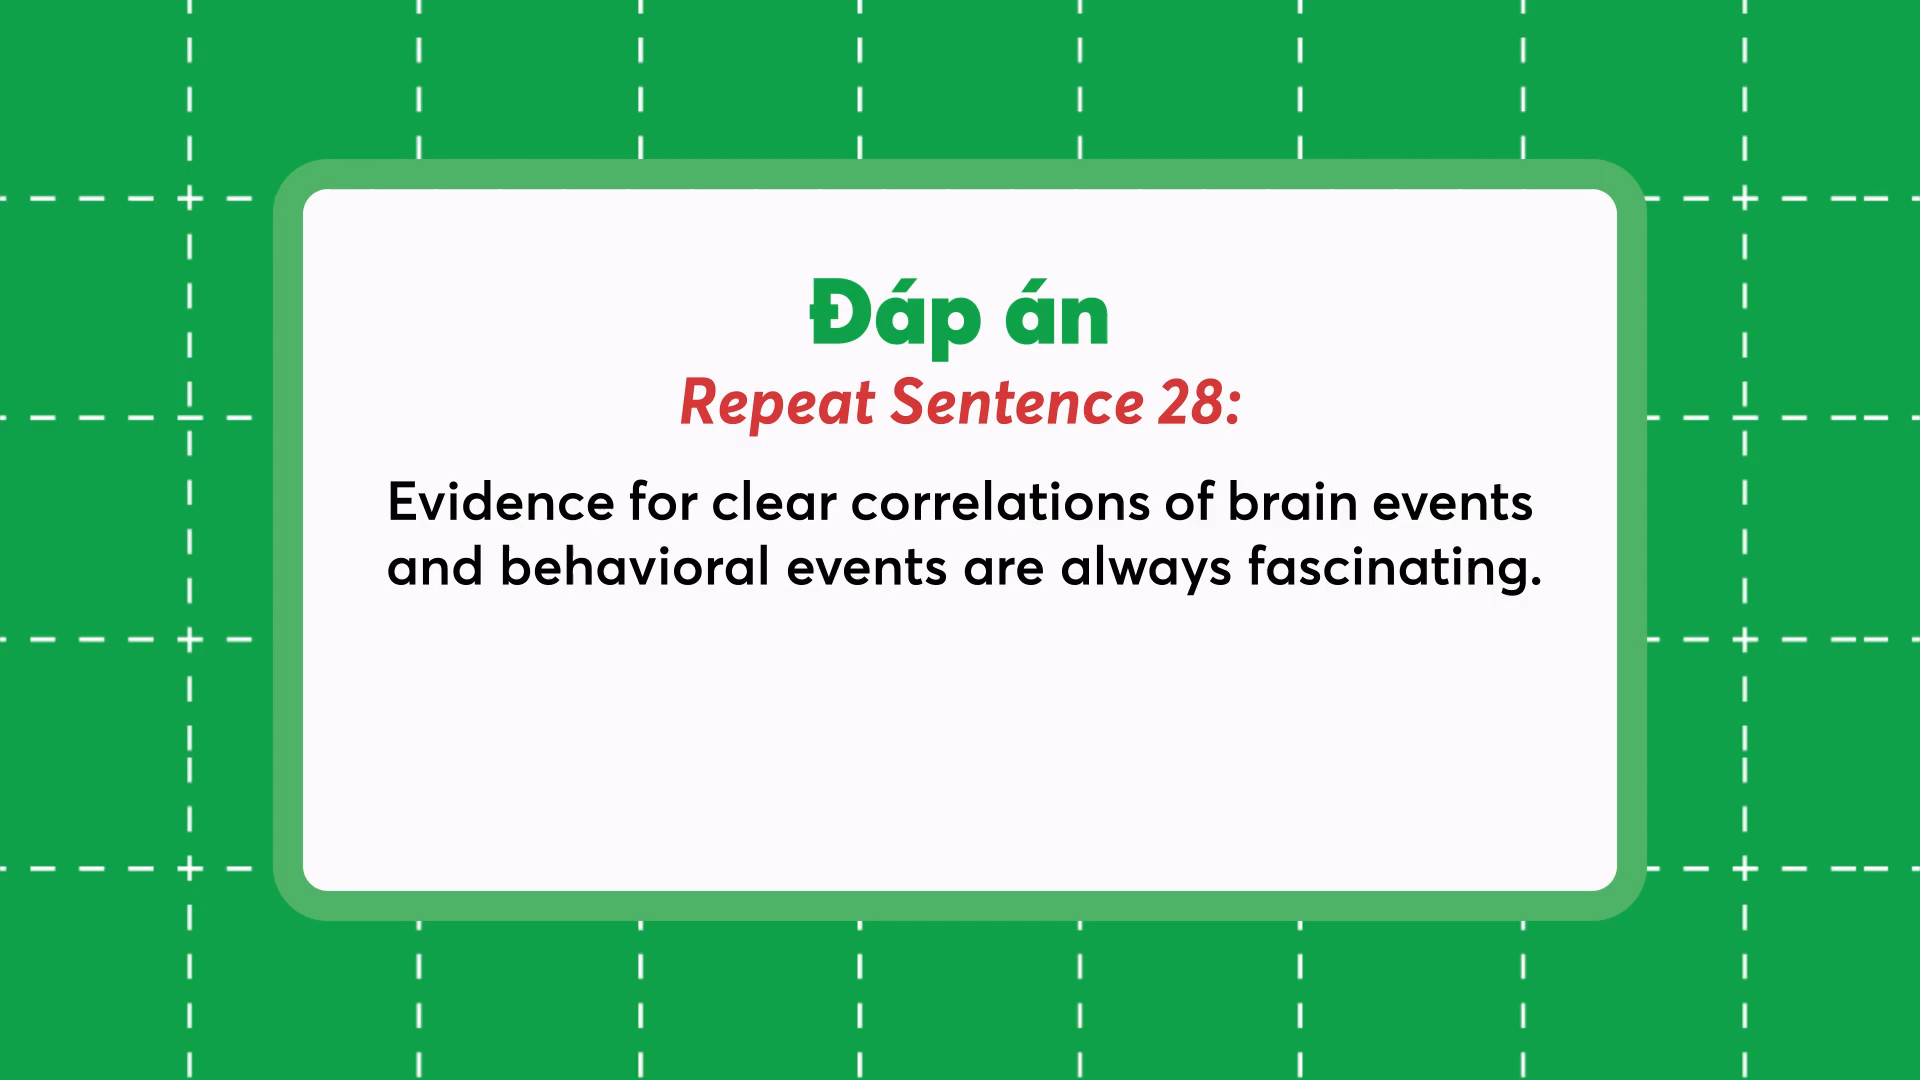 Đáp án
Repeat Sentence 28:
Evidence for clear correlations of brain events
and behavioral events are always fascinating.